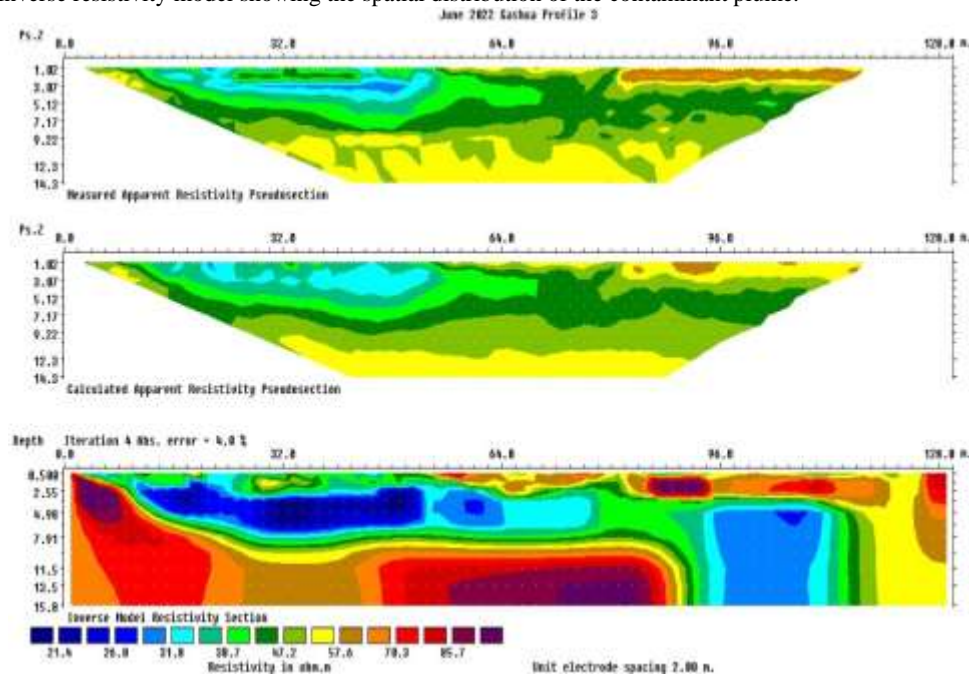 inverse resistivity model showing the spatial distribution of the contaminant plume.
June 2022 Gashua Profile 3
Ps.Z 0.0 32.0 64.0 96.0 128.0 m.
1.02
3.07
5.12
7.17
9.22
12.3
14.3
Measured Apparent Resistivity Pseudosection
Ps.Z 0.0 32.0 64.0 96.0 128.0 m.
1.02
3.07
5.12
7.17
9.22
12.3
14.3
Calculated Apparent Resistivity Pseudosection
Depth Iteration 4 Abs. error = 4.0 %
0.0 32.0 64.0 96.0 128.0 m.
0.500
2.55
4.90
7.91
11.5
13.5
15.8
Inverse Model Resistivity Section
21.4 26.0 31.8 38.7 47.2 57.6 70.3 85.7
Resistivity in ohm.m Unit electrode spacing 2.00 m.